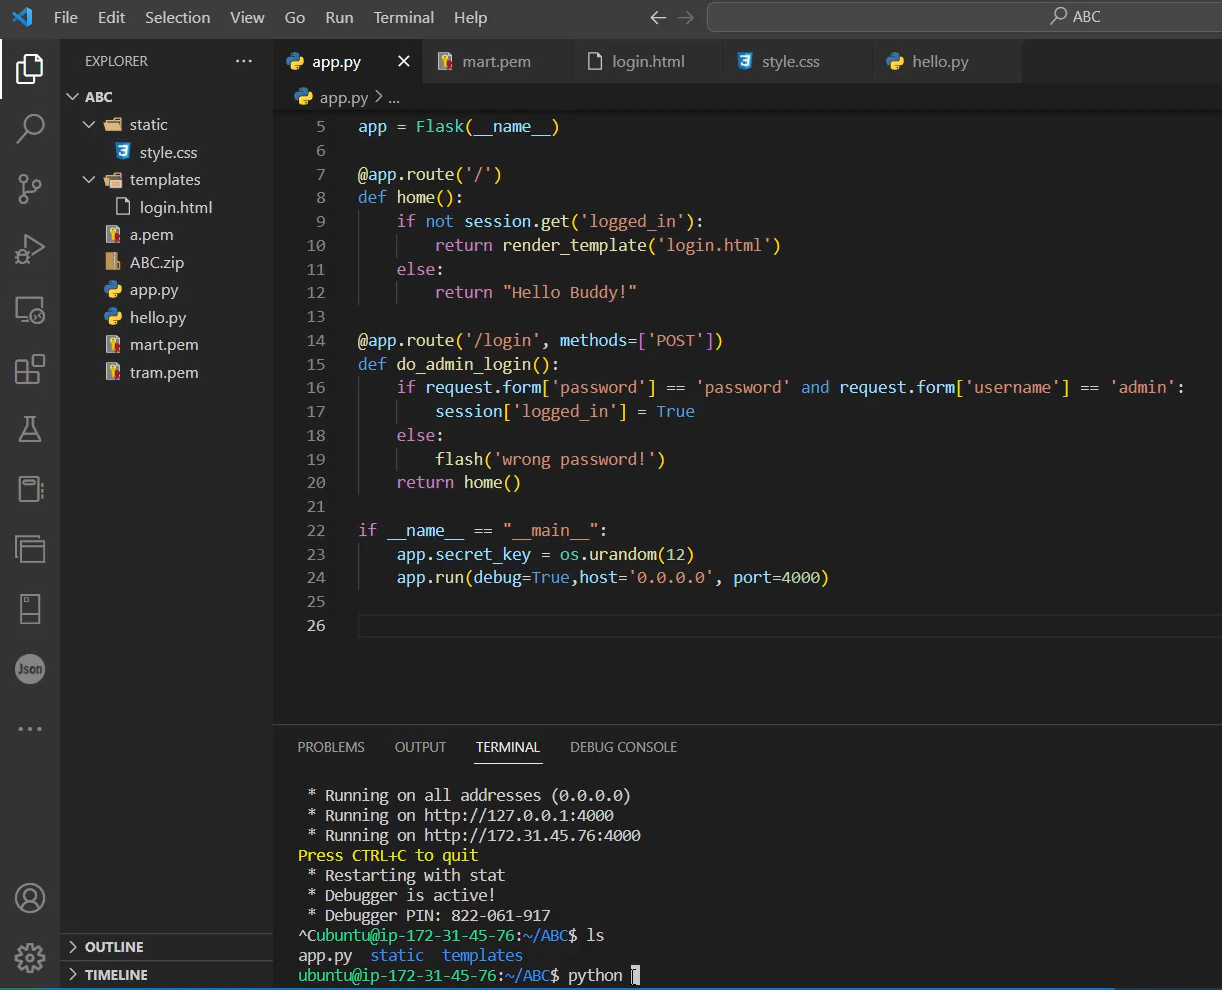 File Edit Selection View Go Run Terminal Help
ABC
EXPLORER
ABC
static
style.css
templates
login.html
a.pem
ABC.zip
app.py
hello.py
mart.pem
tram.pem
Json
OUTLINE
TIMELINE
app.py mart.pem login.html style.css hello.py
app.py > ...
5 app = Flask(__name__)
6
7 @app.route('/')
8 def home():
9 if not session.get('logged_in'):
10 return render_template('login.html')
11 else:
12 return "Hello Buddy!"
13
14 @app.route('/login', methods=['POST'])
15 def do_admin_login():
16 if request.form['password'] == 'password' and request.form['username'] == 'admin':
17 session['logged_in'] = True
18 else:
19 flash('wrong password!')
20 return home()
21
22 if __name__ == "__main__":
23 app.secret_key = os.urandom(12)
24 app.run(debug=True,host='0.0.0.0', port=4000)
25
26
PROBLEMS OUTPUT TERMINAL DEBUG CONSOLE
* Running on all addresses (0.0.0.0)
* Running on http://127.0.0.1:4000
* Running on http://172.31.45.76:4000
Press CTRL+C to quit
* Restarting with stat
* Debugger is active!
* Debugger PIN: 822-061-917
^Cubuntu@ip-172-31-45-76:~/ABC$ ls
app.py static templates
ubuntu@ip-172-31-45-76:~/ABC$ python